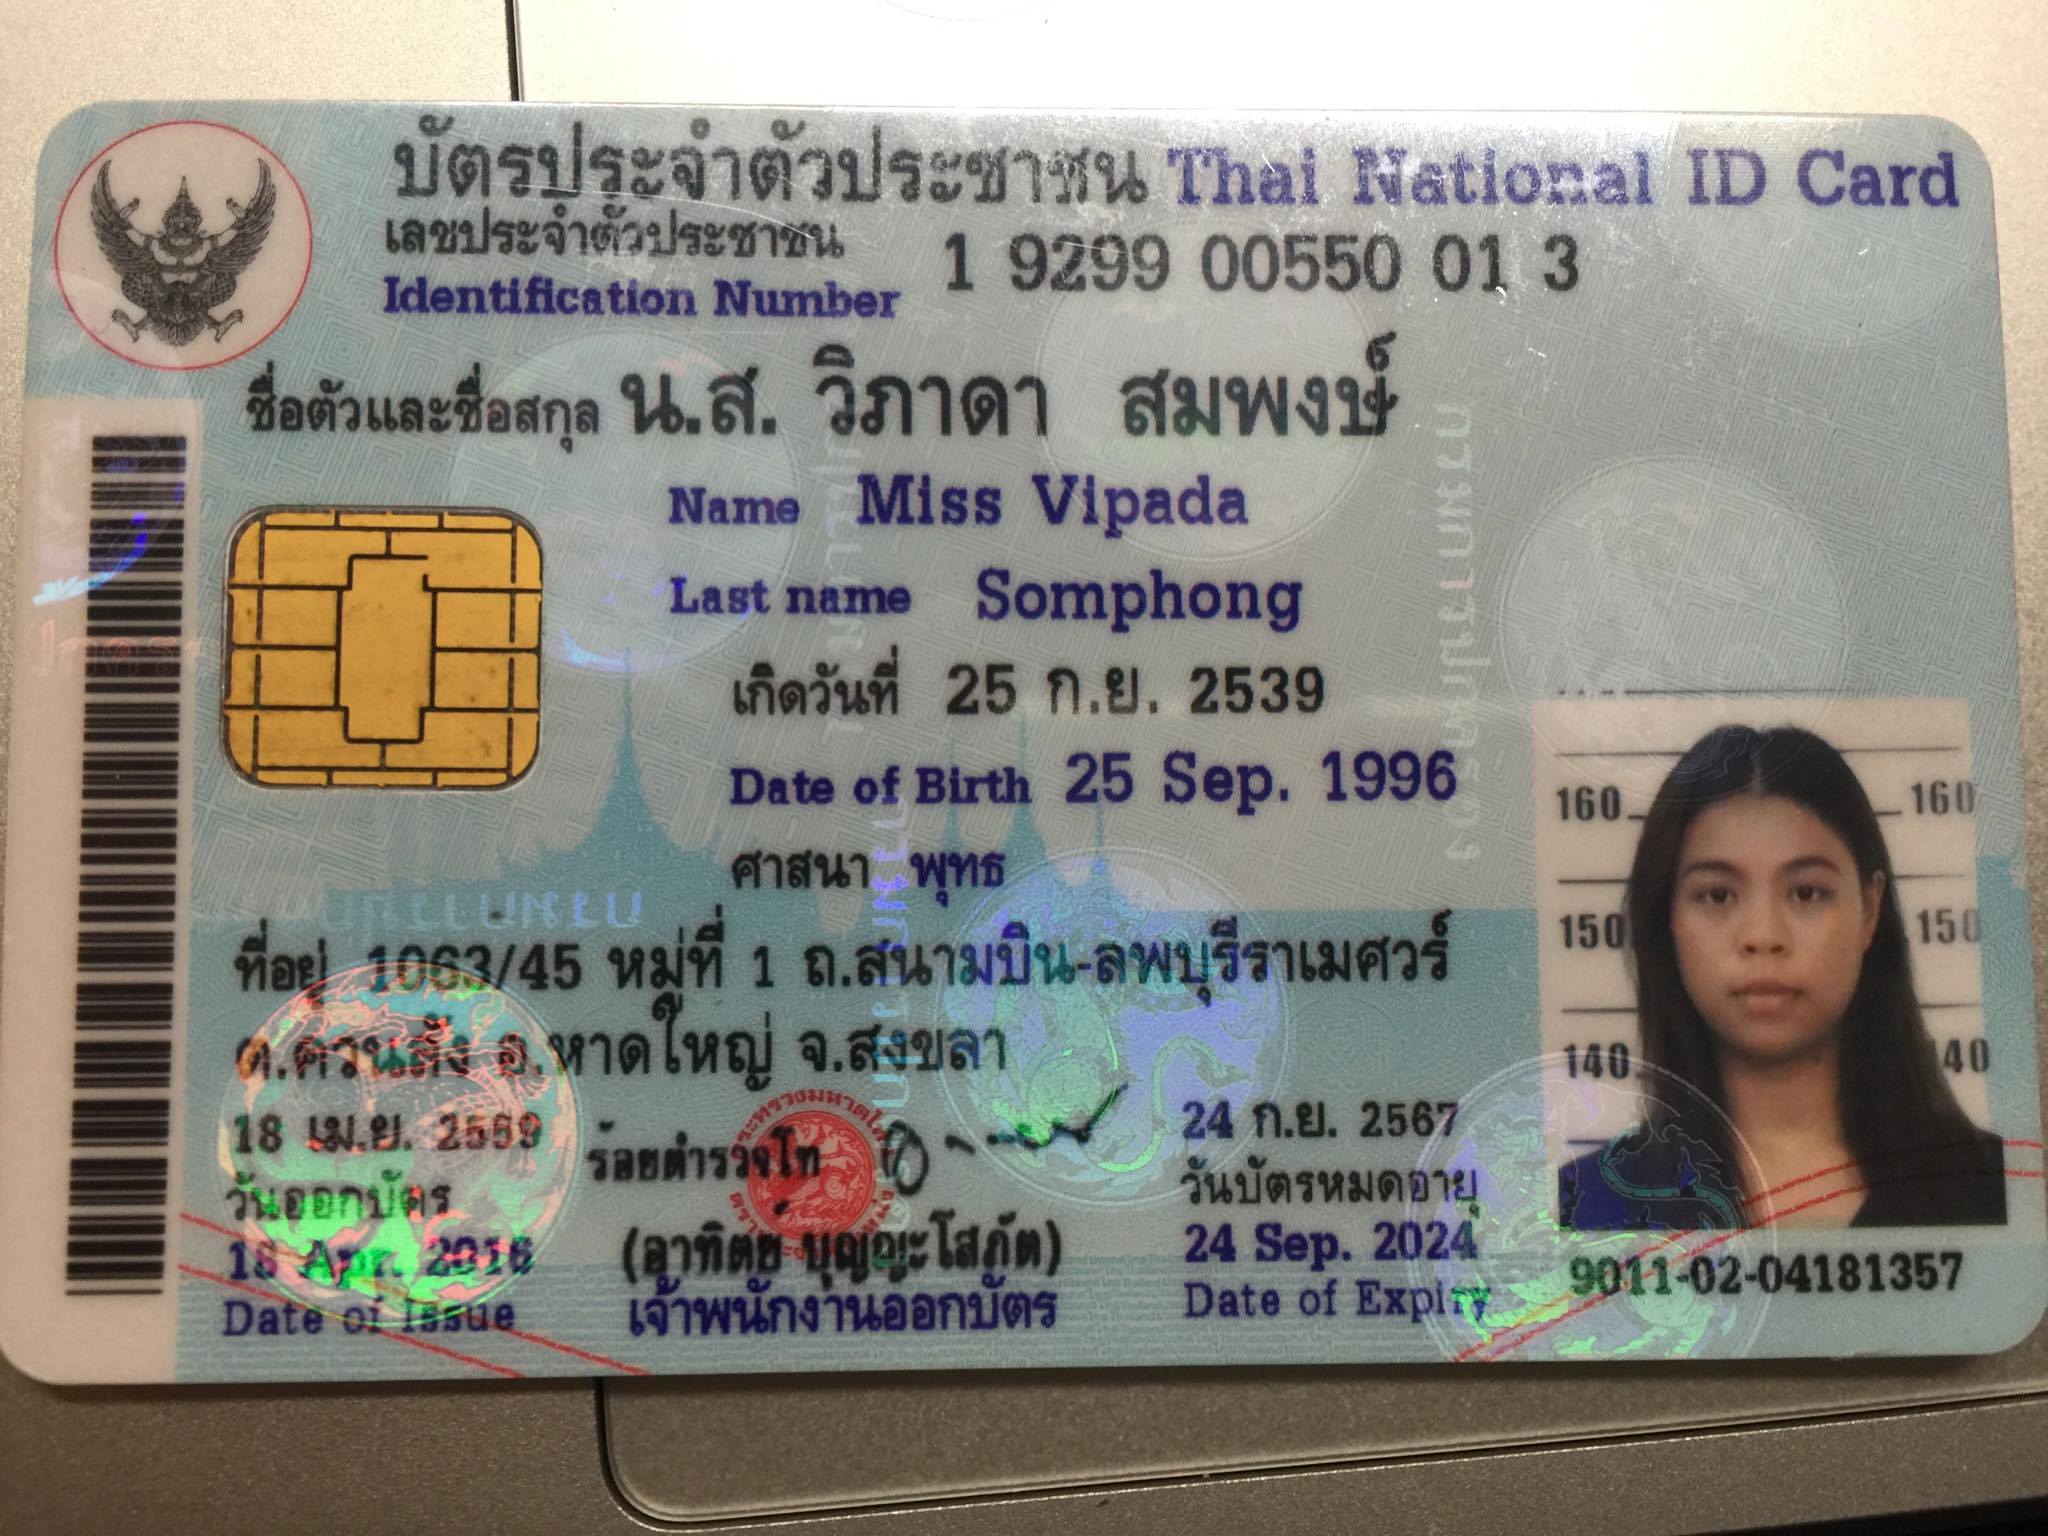 บัตรประจำตัวประชาชน Thai National ID Card
เลขประจำตัวประชาชน 1 9299 00550 01 3
Identification Number
ชื่อตัวและชื่อสกุล น.ส. วิภาดา สมพงษ์
Name Miss Vipada
Last name Somphong
เกิดวันที่ 25 ก.ย. 2539
Date of Birth 25 Sep. 1996
ศาสนา พุทธ
160 160
150 150
140 140
ที่อยู่ 1063/45 หมู่ที่ 1 ถ.สนามบิน-ลพบุรีราเมศวร์
ต.ควนลัง อ.หาดใหญ่ จ.สงขลา
18 เม.ย. 2559
วันออกบัตร
18 Apr. 2016
Date of Issue
ร้อยตำรวจโท
(อาทิตย์ บุญญะโสภัต)
เจ้าพนักงานออกบัตร
24 ก.ย. 2567
วันบัตรหมดอายุ
24 Sep. 2024
Date of Expiry
9011-02-04181357